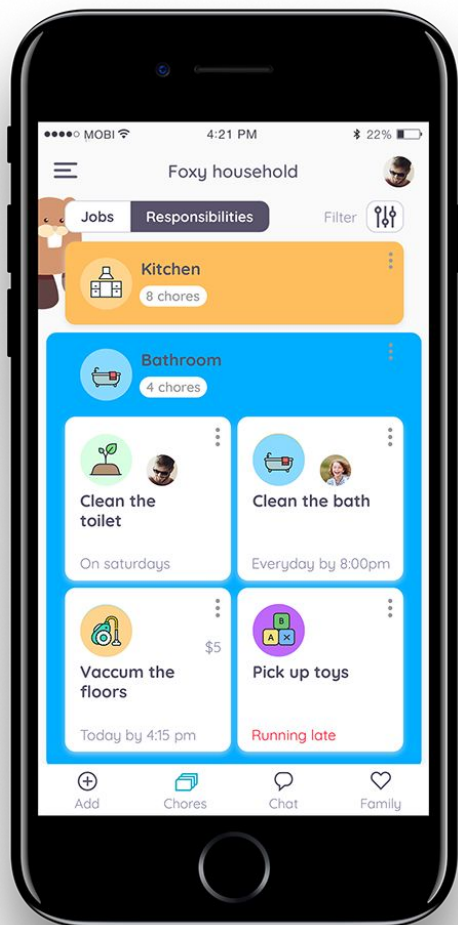 MOBI 4:21 PM 22%
Foxy household
Jobs Responsibilities Filter
Kitchen
8 chores
Bathroom
4 chores
Clean the
toilet
On saturdays
Clean the bath
Everyday by 8:00pm
$5
Vaccum the
floors
Today by 4:15 pm
B
A X
Pick up toys
Running late
Add Chores Chat Family